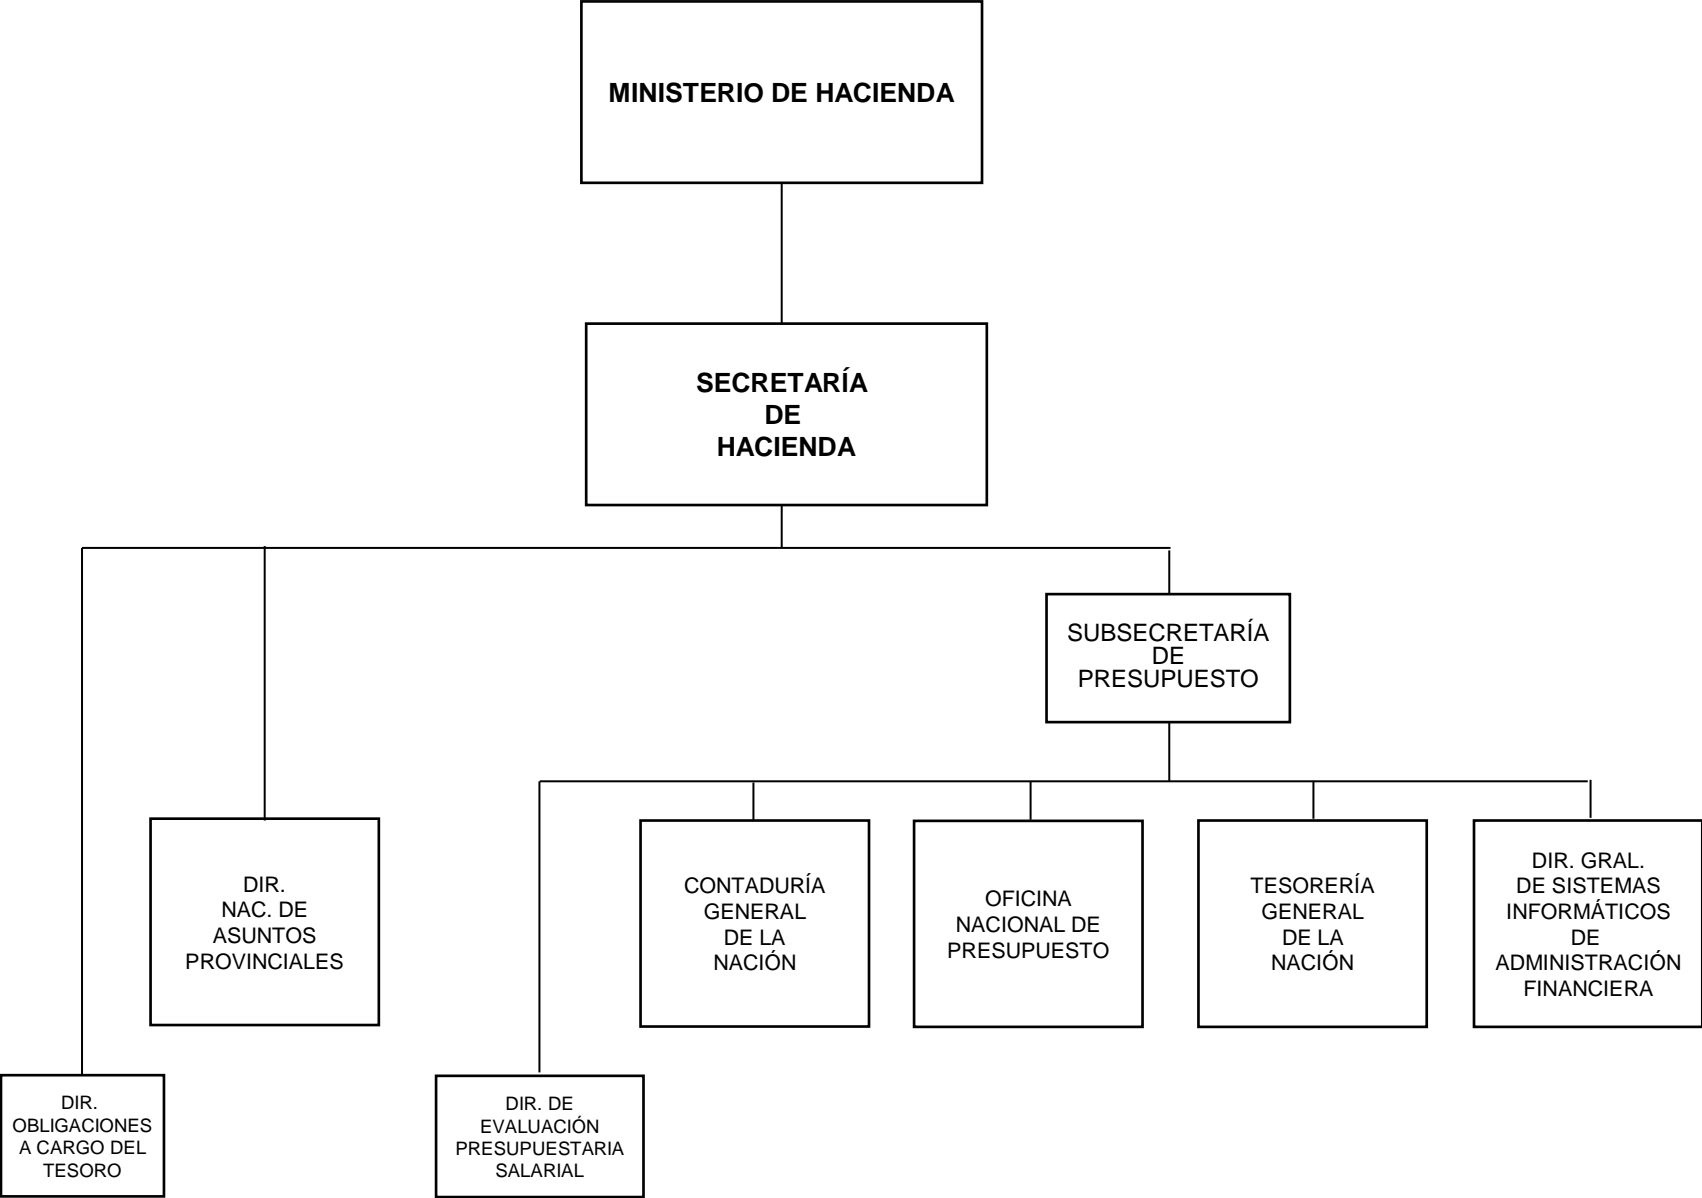 MINISTERIO DE HACIENDA
SECRETARÍA
DE
HACIENDA
SUBSECRETARÍA
DE
PRESUPUESTO
DIR.
NAC. DE
ASUNTOS
PROVINCIALES
CONTADURÍA
GENERAL
DE LA
NACIÓN
OFICINA
NACIONAL DE
PRESUPUESTO
TESORERÍA
GENERAL
DE LA
NACIÓN
DIR. GRAL.
DE SISTEMAS
INFORMÁTICOS
DE
ADMINISTRACIÓN
FINANCIERA
DIR.
OBLIGACIONES
A CARGO DEL
TESORO
DIR. DE
EVALUACIÓN
PRESUPUESTARIA
SALARIAL